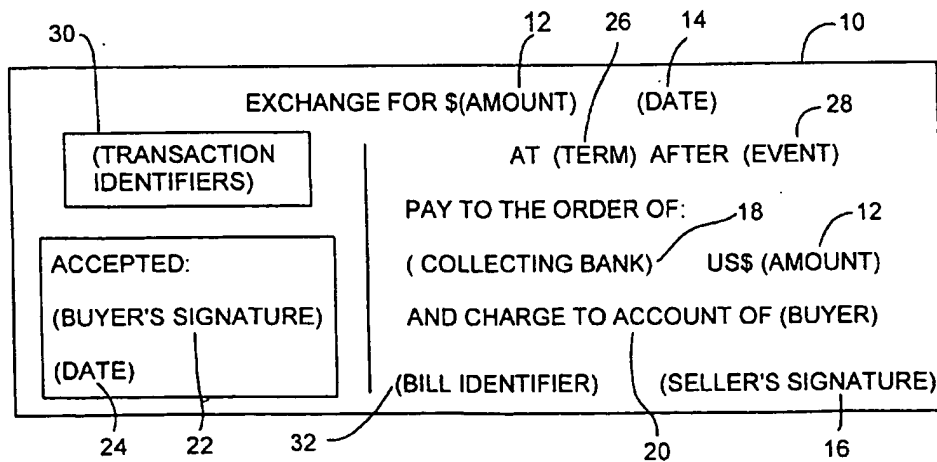 12 26 14 10
30
EXCHANGE FOR $(AMOUNT) (DATE)
28
(TRANSACTION IDENTIFIERS)
AT (TERM) AFTER (EVENT)
PAY TO THE ORDER OF:
18 12
ACCEPTED:
( COLLECTING BANK) US$ (AMOUNT)
(BUYER'S SIGNATURE)
AND CHARGE TO ACCOUNT OF (BUYER)
(DATE)
(BILL IDENTIFIER) (SELLER'S SIGNATURE)
24 22 32 20 16